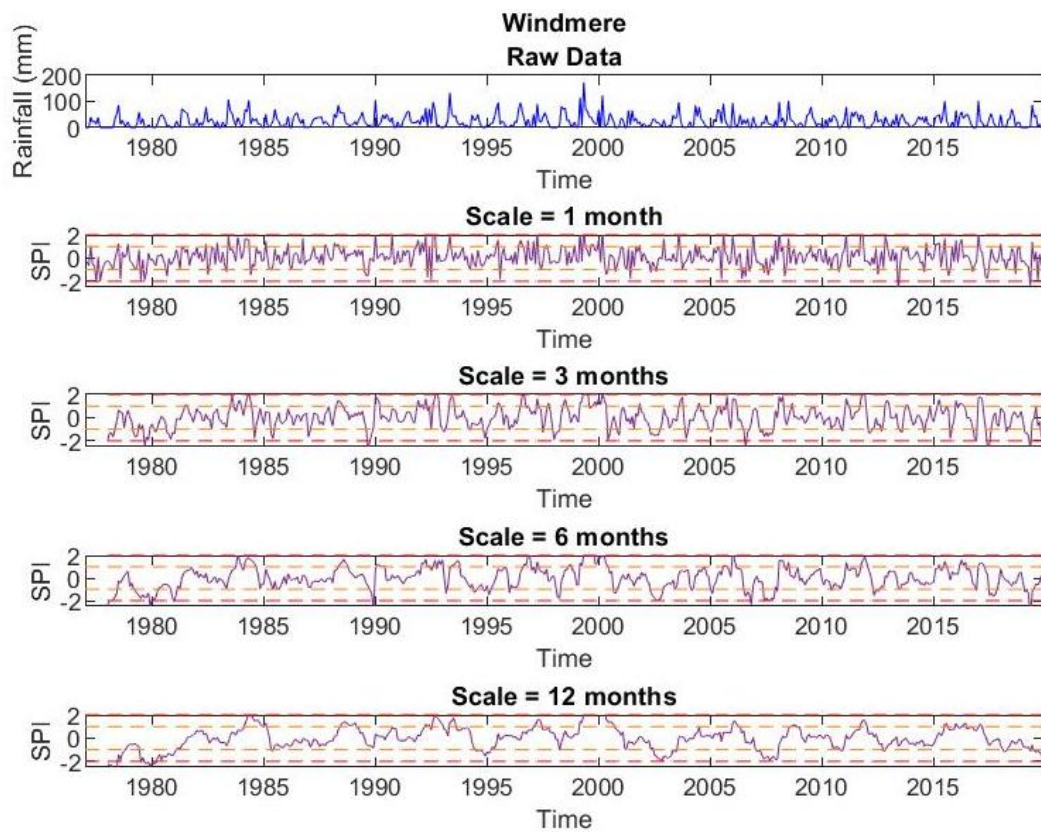 Windmere
Raw Data
Rainfall (mm)
200
100
0
1980 1985 1990 1995 2000 2005 2010 2015
Time
Scale = 1 month
SPI
2
0
-2
1980 1985 1990 1995 2000 2005 2010 2015
Time
Scale = 3 months
SPI
2
0
-2
1980 1985 1990 1995 2000 2005 2010 2015
Time
Scale = 6 months
SPI
2
0
-2
1980 1985 1990 1995 2000 2005 2010 2015
Time
Scale = 12 months
SPI
2
0
-2
1980 1985 1990 1995 2000 2005 2010 2015
Time